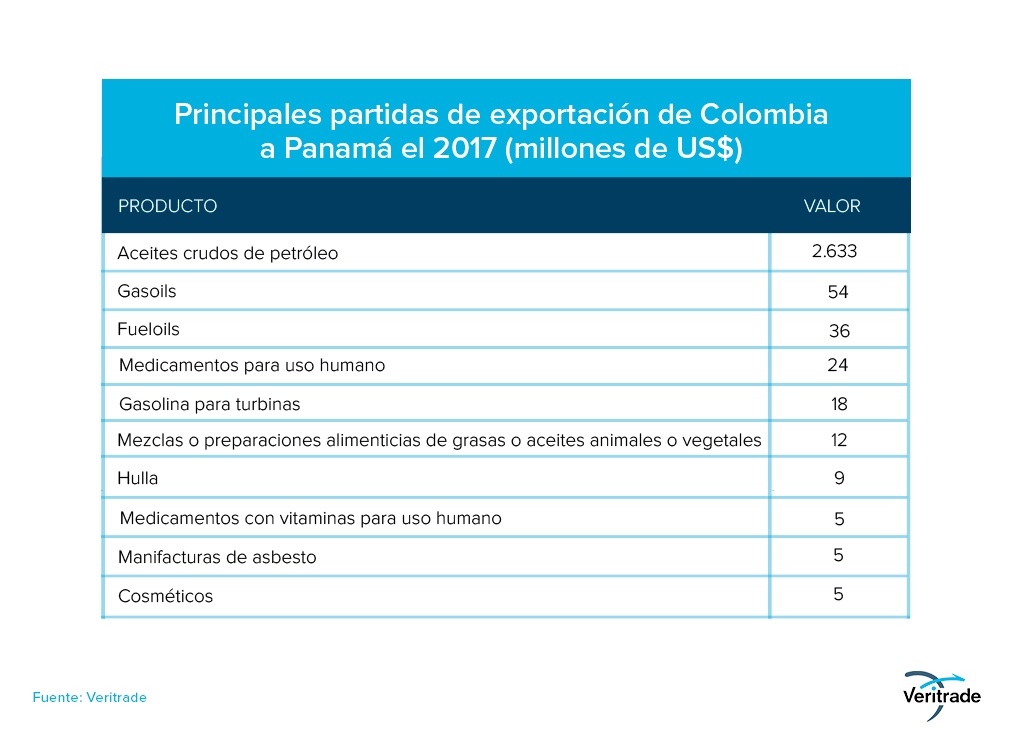 Principales partidas de exportación de Colombia
a Panamá el 2017 (millones de US$)
PRODUCTO VALOR
Aceites crudos de petróleo 2.633
Gasoils 54
Fueloils 36
Medicamentos para uso humano 24
Gasolina para turbinas 18
Mezclas o preparaciones alimenticias de grasas o aceites animales o vegetales 12
Hulla 9
Medicamentos con vitaminas para uso humano 5
Manifacturas de asbesto 5
Cosméticos 5
Fuente: Veritrade
Veritrade